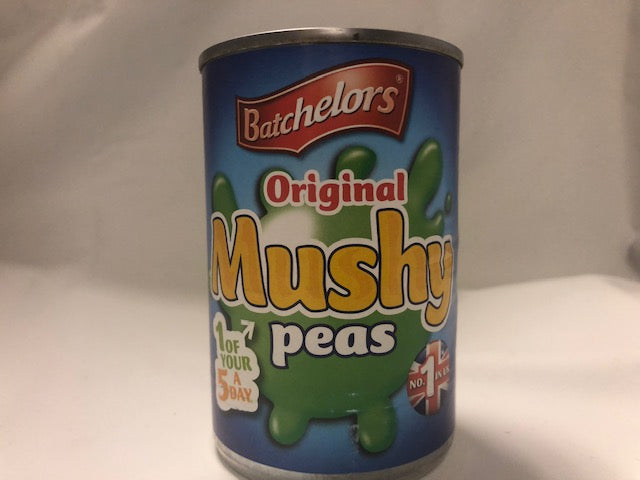 Batchelors®
Original
Mushy
peas
1 OF
YOUR
5 A
DAY
NO. 1 IN UK